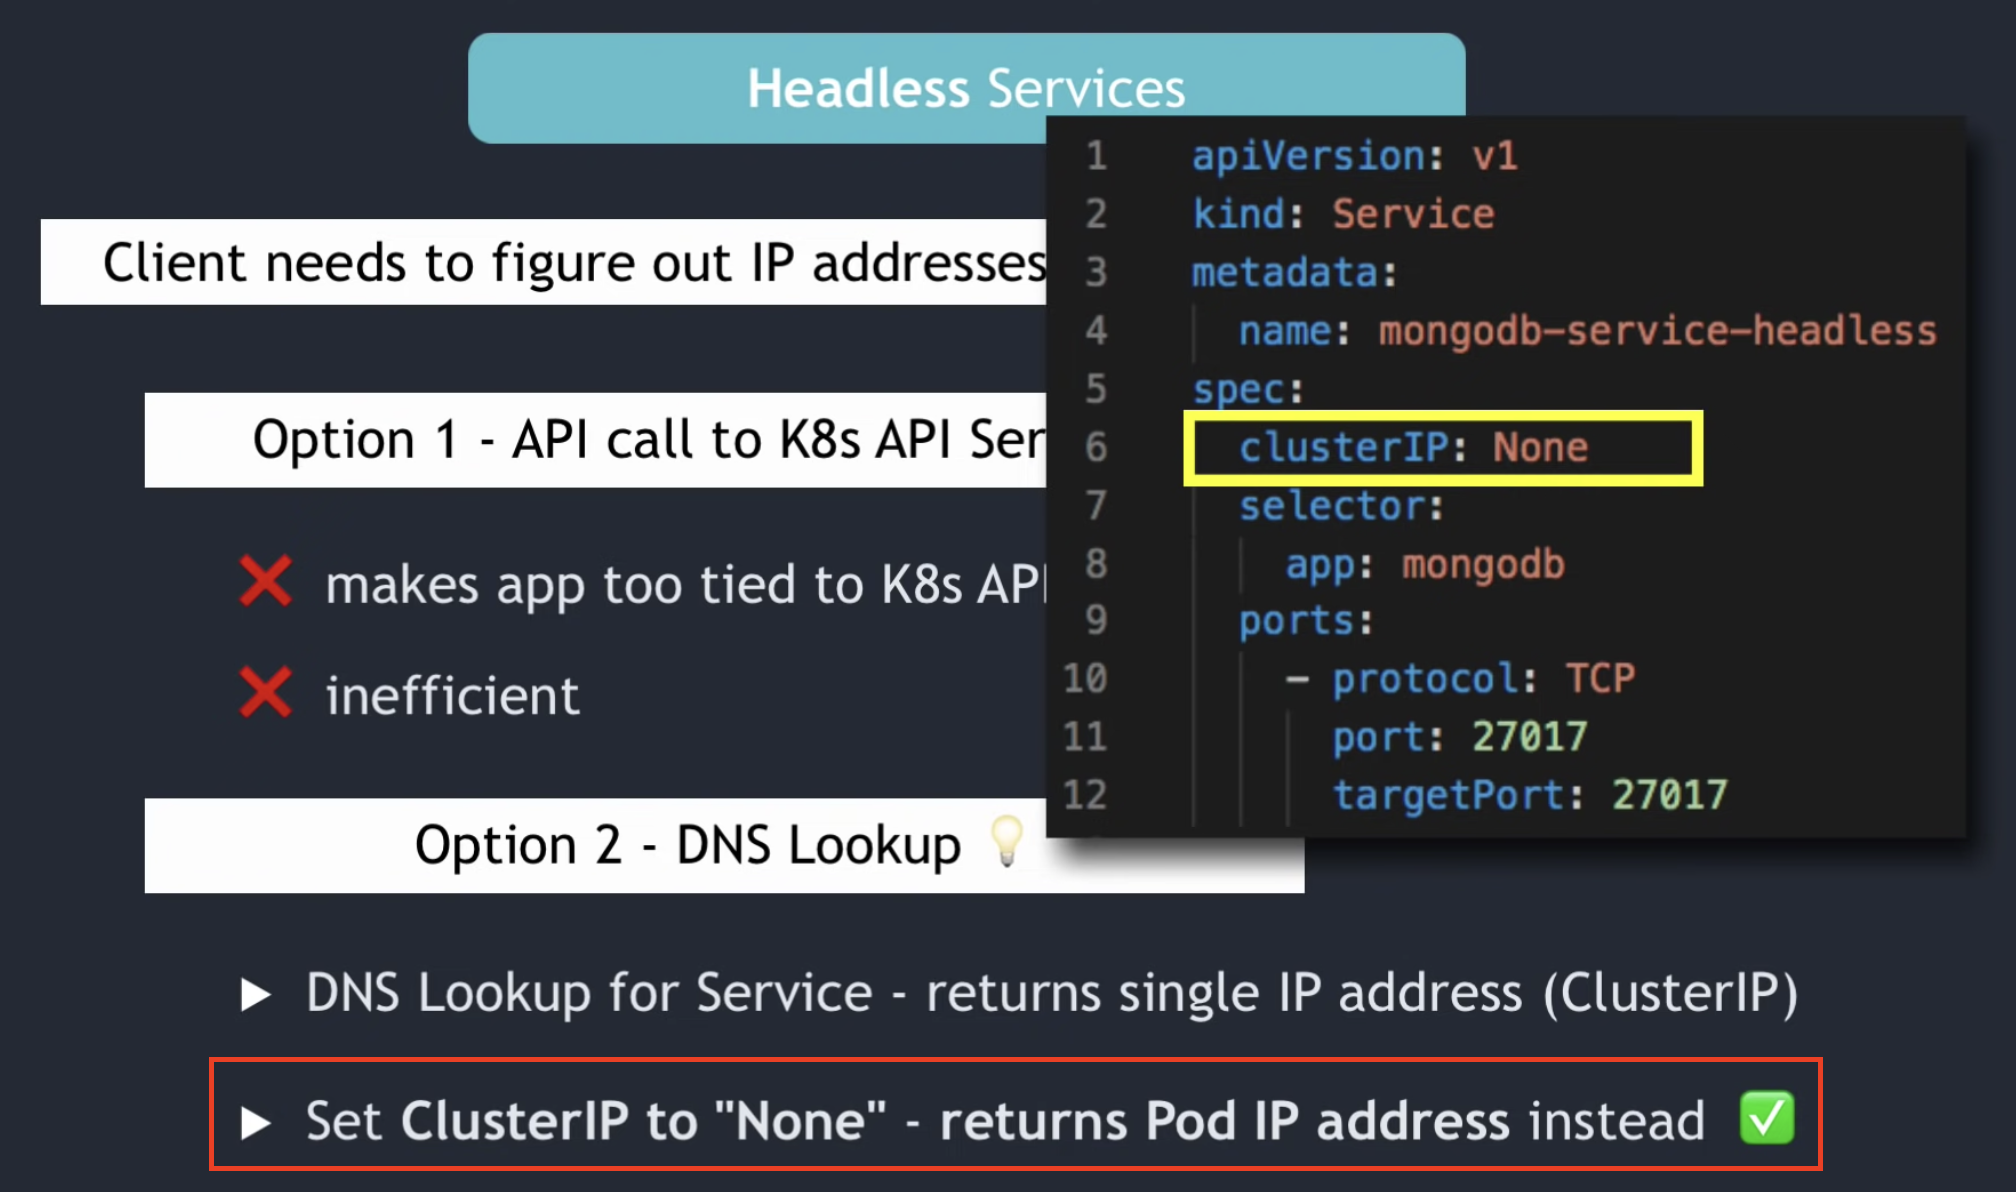 Headless Services
Client needs to figure out IP addresses
Option 1 - API call to K8s API Ser
❌ makes app too tied to K8s API
❌ inefficient
Option 2 - DNS Lookup 💡
▶ DNS Lookup for Service - returns single IP address (ClusterIP)
▶ Set ClusterIP to "None" - returns Pod IP address instead ✅
1 apiVersion: v1
2 kind: Service
3 metadata:
4   name: mongodb-service-headless
5 spec:
6   clusterIP: None
7   selector:
8     app: mongodb
9   ports:
10     - protocol: TCP
11       port: 27017
12       targetPort: 27017